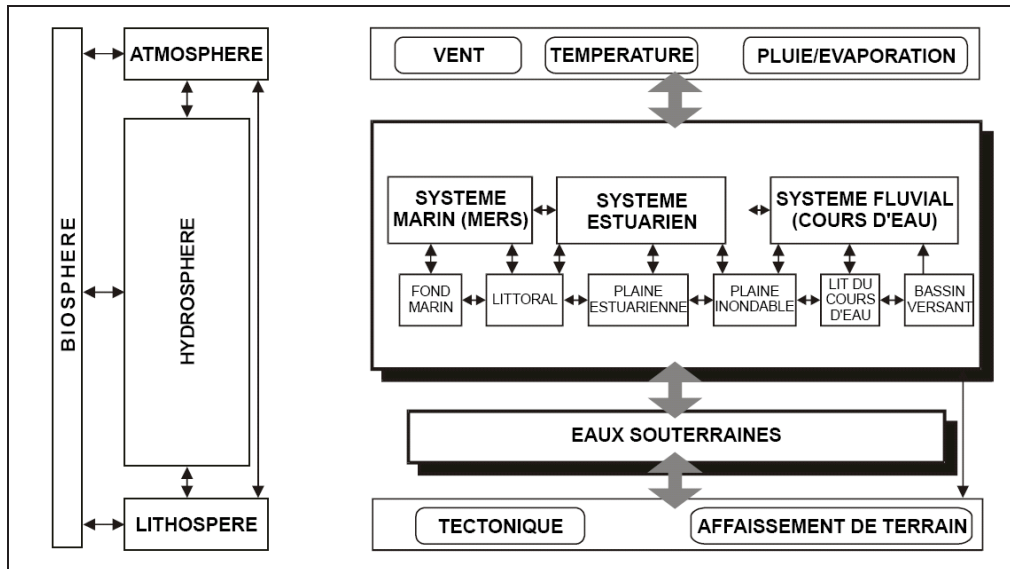 BIOSPHERE
ATMOSPHERE
HYDROSPHERE
LITHOSPERE
VENT
TEMPERATURE
PLUIE/EVAPORATION
SYSTEME
MARIN (MERS)
SYSTEME
ESTUARIEN
SYSTEME FLUVIAL
(COURS D'EAU)
FOND
MARIN
LITTORAL
PLAINE
ESTUARIENNE
PLAINE
INONDABLE
LIT DU
COURS
D'EAU
BASSIN
VERSANT
EAUX SOUTERRAINES
TECTONIQUE
AFFAISSEMENT DE TERRAIN